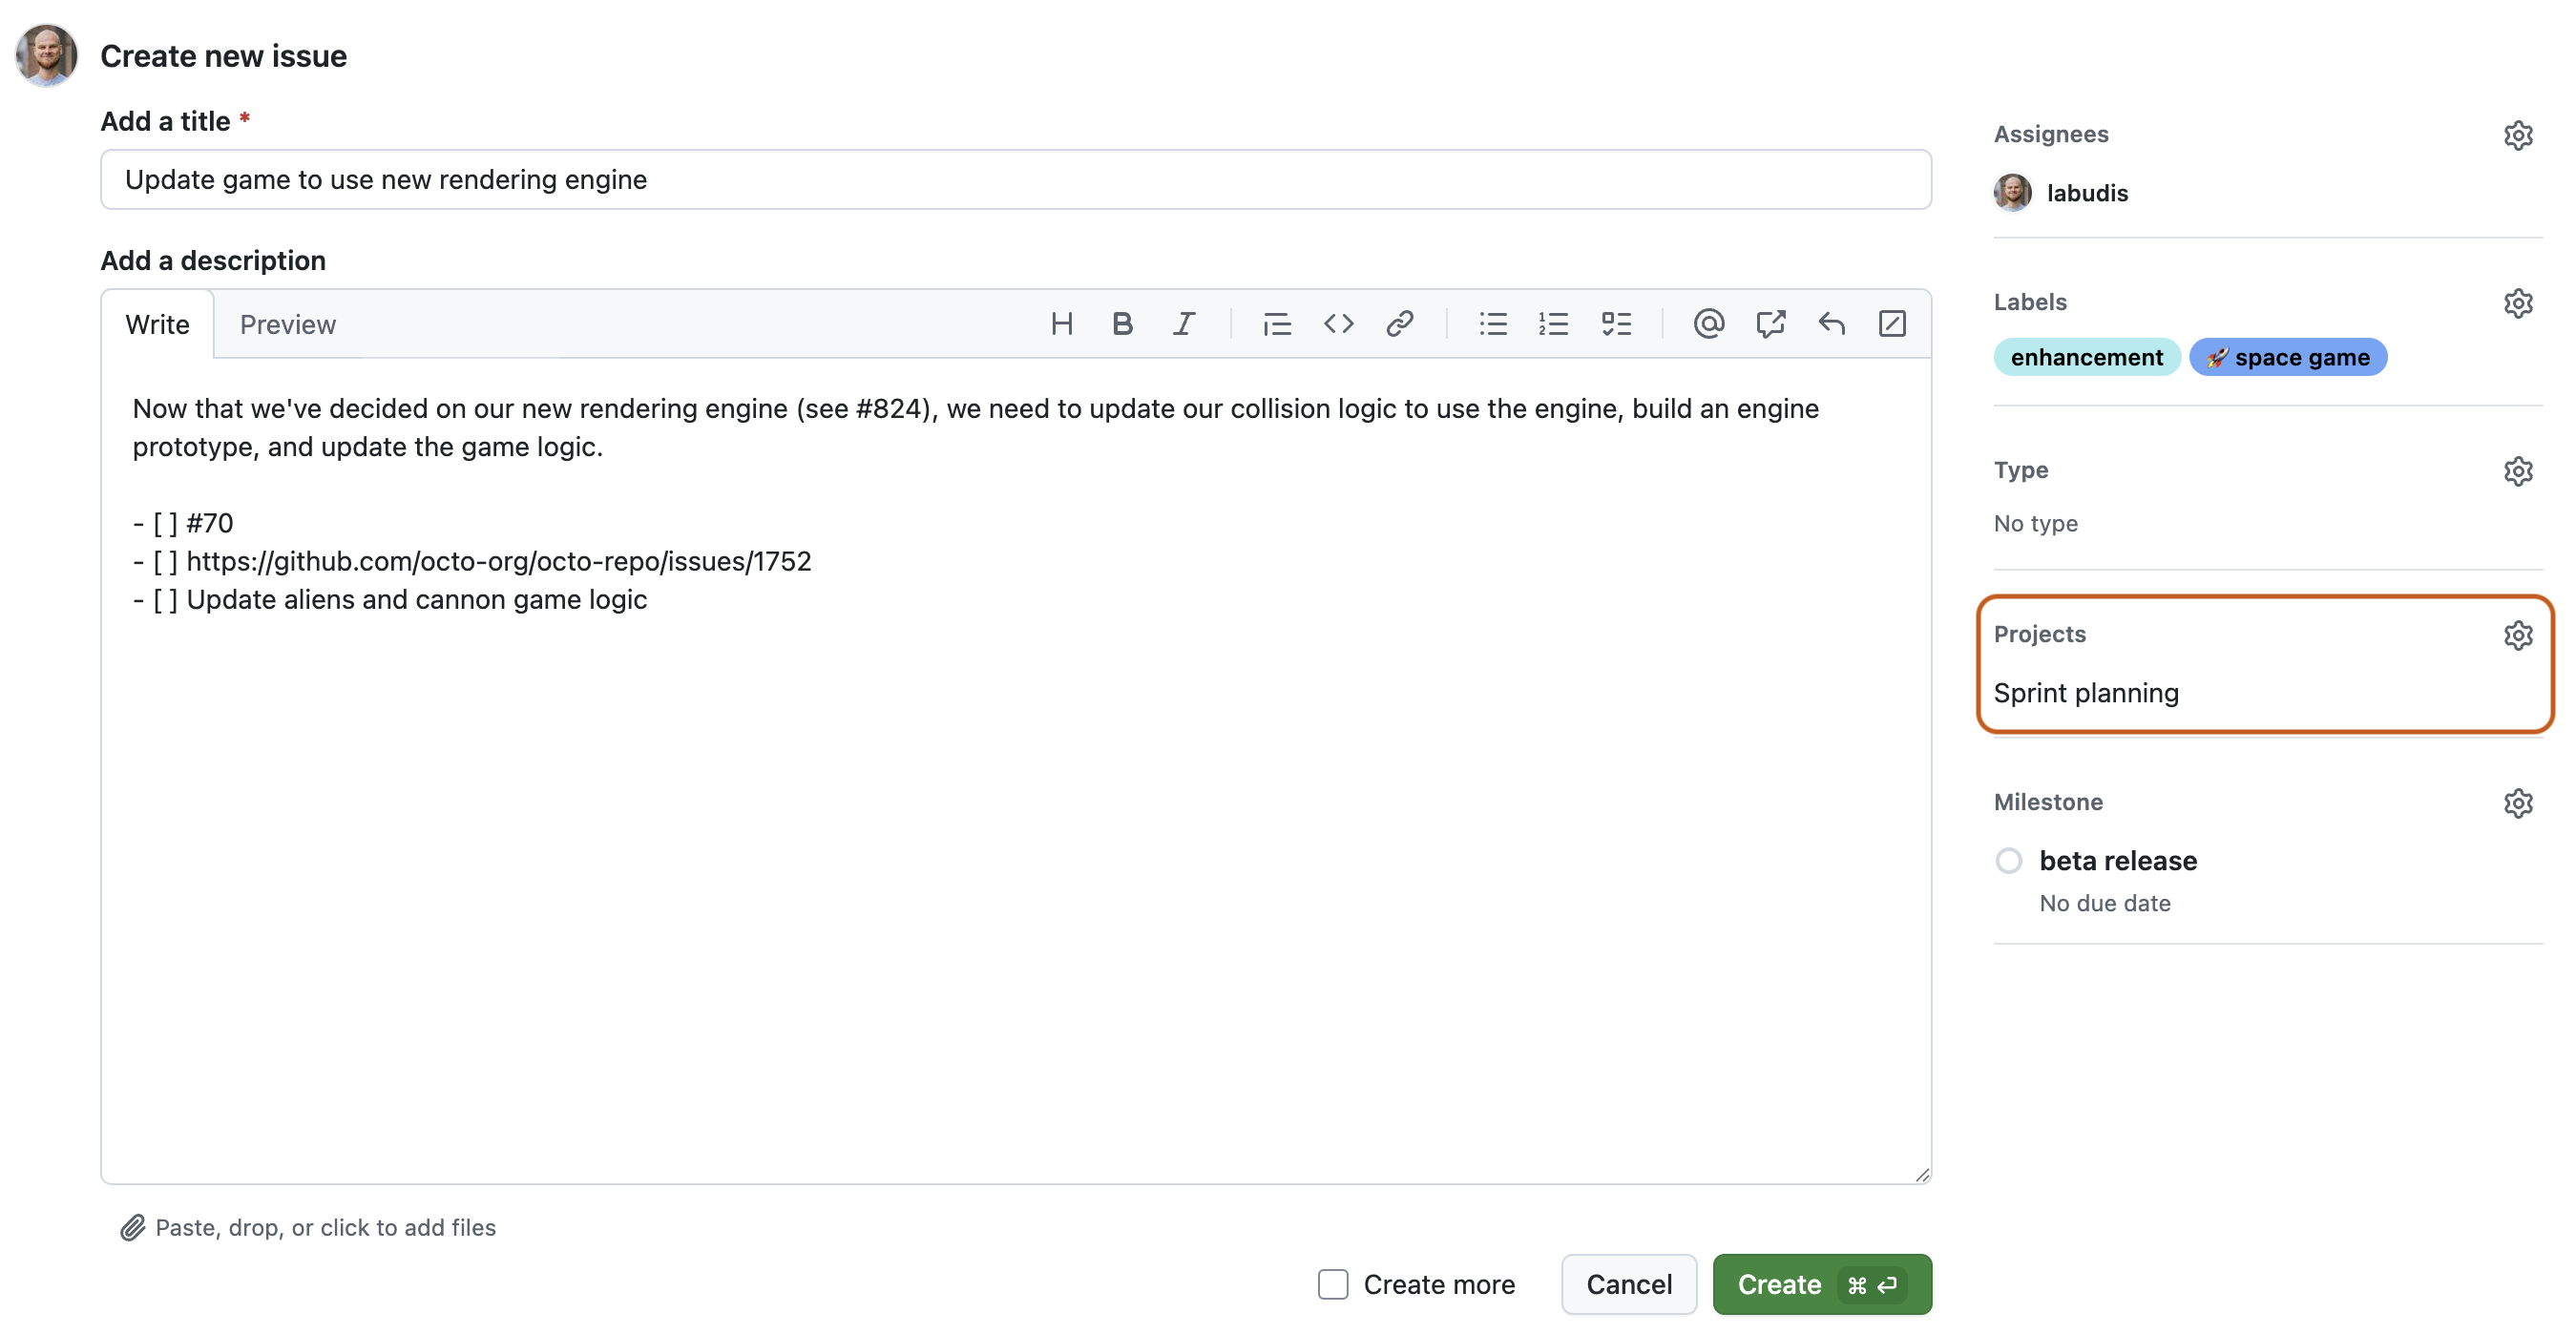 Create new issue
Add a title *
Update game to use new rendering engine
Add a description
Write Preview
Now that we've decided on our new rendering engine (see #824), we need to update our collision logic to use the engine, build an engine
prototype, and update the game logic.
- [ ] #70
- [ ] https://github.com/octo-org/octo-repo/issues/1752
- [ ] Update aliens and cannon game logic
Paste, drop, or click to add files
Create more
Cancel
Create ⌘ ↵
Assignees
labudis
Labels
enhancement 🚀 space game
Type
No type
Projects
Sprint planning
Milestone
beta release
No due date